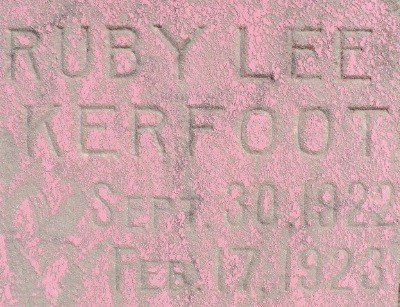 RUBY LEE
KERFOOT
SEPT. 30, 1922
FEB. 17, 1923